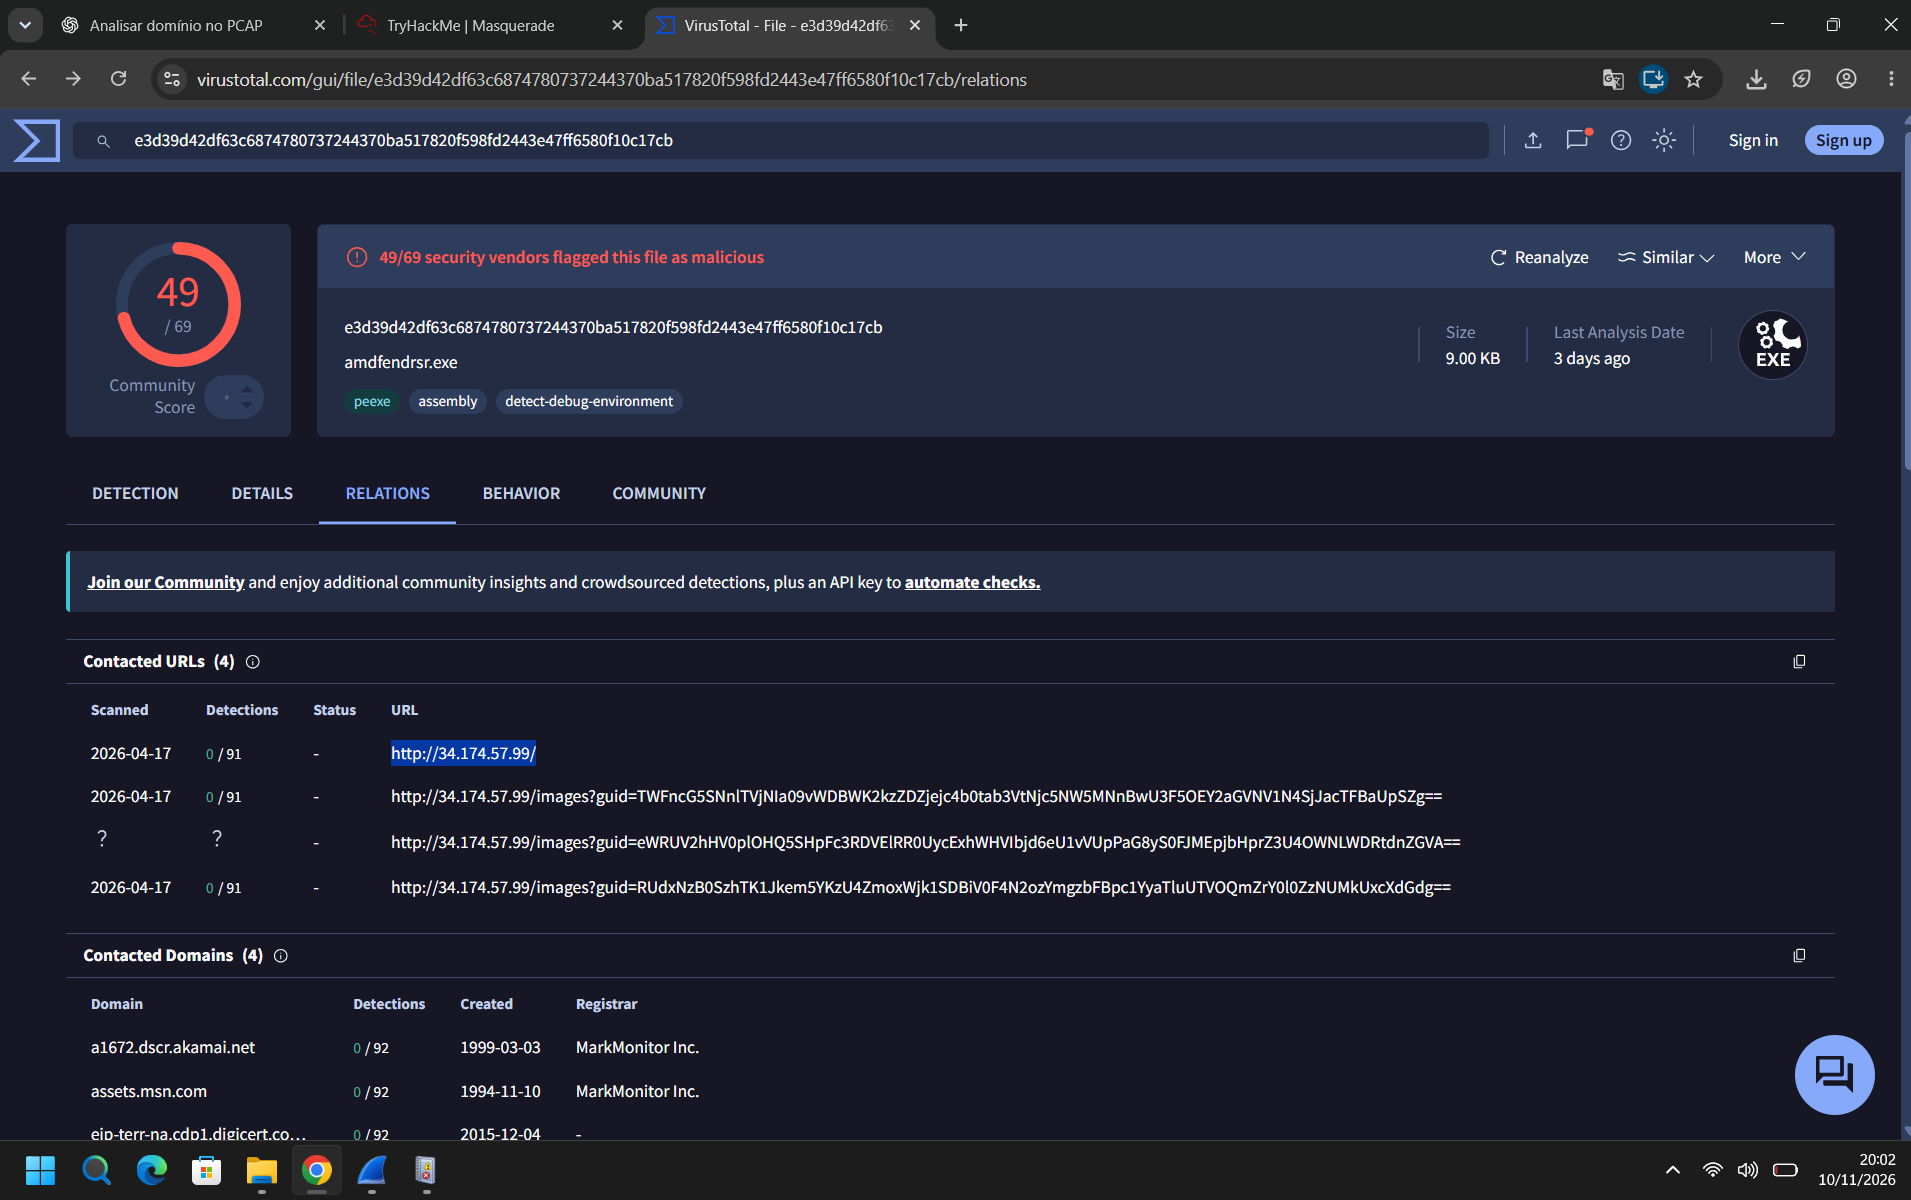 Analisar domínio no PCAP
TryHackMe | Masquerade
VirusTotal - File - e3d39d42df63
virustotal.com/gui/file/e3d39d42df63c6874780737244370ba517820f598fd2443e47ff6580f10c17cb/relations
e3d39d42df63c6874780737244370ba517820f598fd2443e47ff6580f10c17cb
Sign in
Sign up
49
/ 69
Community Score
49/69 security vendors flagged this file as malicious
Reanalyze
Similar
More
e3d39d42df63c6874780737244370ba517820f598fd2443e47ff6580f10c17cb
amdfendrsr.exe
peexe
assembly
detect-debug-environment
Size
9.00 KB
Last Analysis Date
3 days ago
EXE
DETECTION
DETAILS
RELATIONS
BEHAVIOR
COMMUNITY
Join our Community and enjoy additional community insights and crowdsourced detections, plus an API key to automate checks.
Contacted URLs (4)
Scanned Detections Status URL
2026-04-17 0 / 91 - http://34.174.57.99/
2026-04-17 0 / 91 - http://34.174.57.99/images?guid=TWFncG5SNnlTVjNIa09vWDBWK2kzZDZjejc4b0tab3VtNjc5NW5MNnBwU3F5OEY2aGVNV1N4SjJacTFBaUpSZg==
? ? - http://34.174.57.99/images?guid=eWRUV2hHV0plOHQ5SHpFc3RDVElRR0UycExhWHVIbjd6eU1vVUpPaG8yS0FJMEpjbHprZ3U4OWNLWDRtdnZGVA==
2026-04-17 0 / 91 - http://34.174.57.99/images?guid=RUdxNzB0SzhTK1Jkem5YKzU4ZmoxWjk1SDBiV0F4N2ozYmgzbFBpc1YyaTluUTVOQmZrY0l0ZzNUMkUxcXdGdg==
Contacted Domains (4)
Domain Detections Created Registrar
a1672.dscr.akamai.net 0 / 92 1999-03-03 MarkMonitor Inc.
assets.msn.com 0 / 92 1994-11-10 MarkMonitor Inc.
eip-terr-na.cdp1.digicert.co... 0 / 92 2015-12-04 -
20:02
10/11/2026